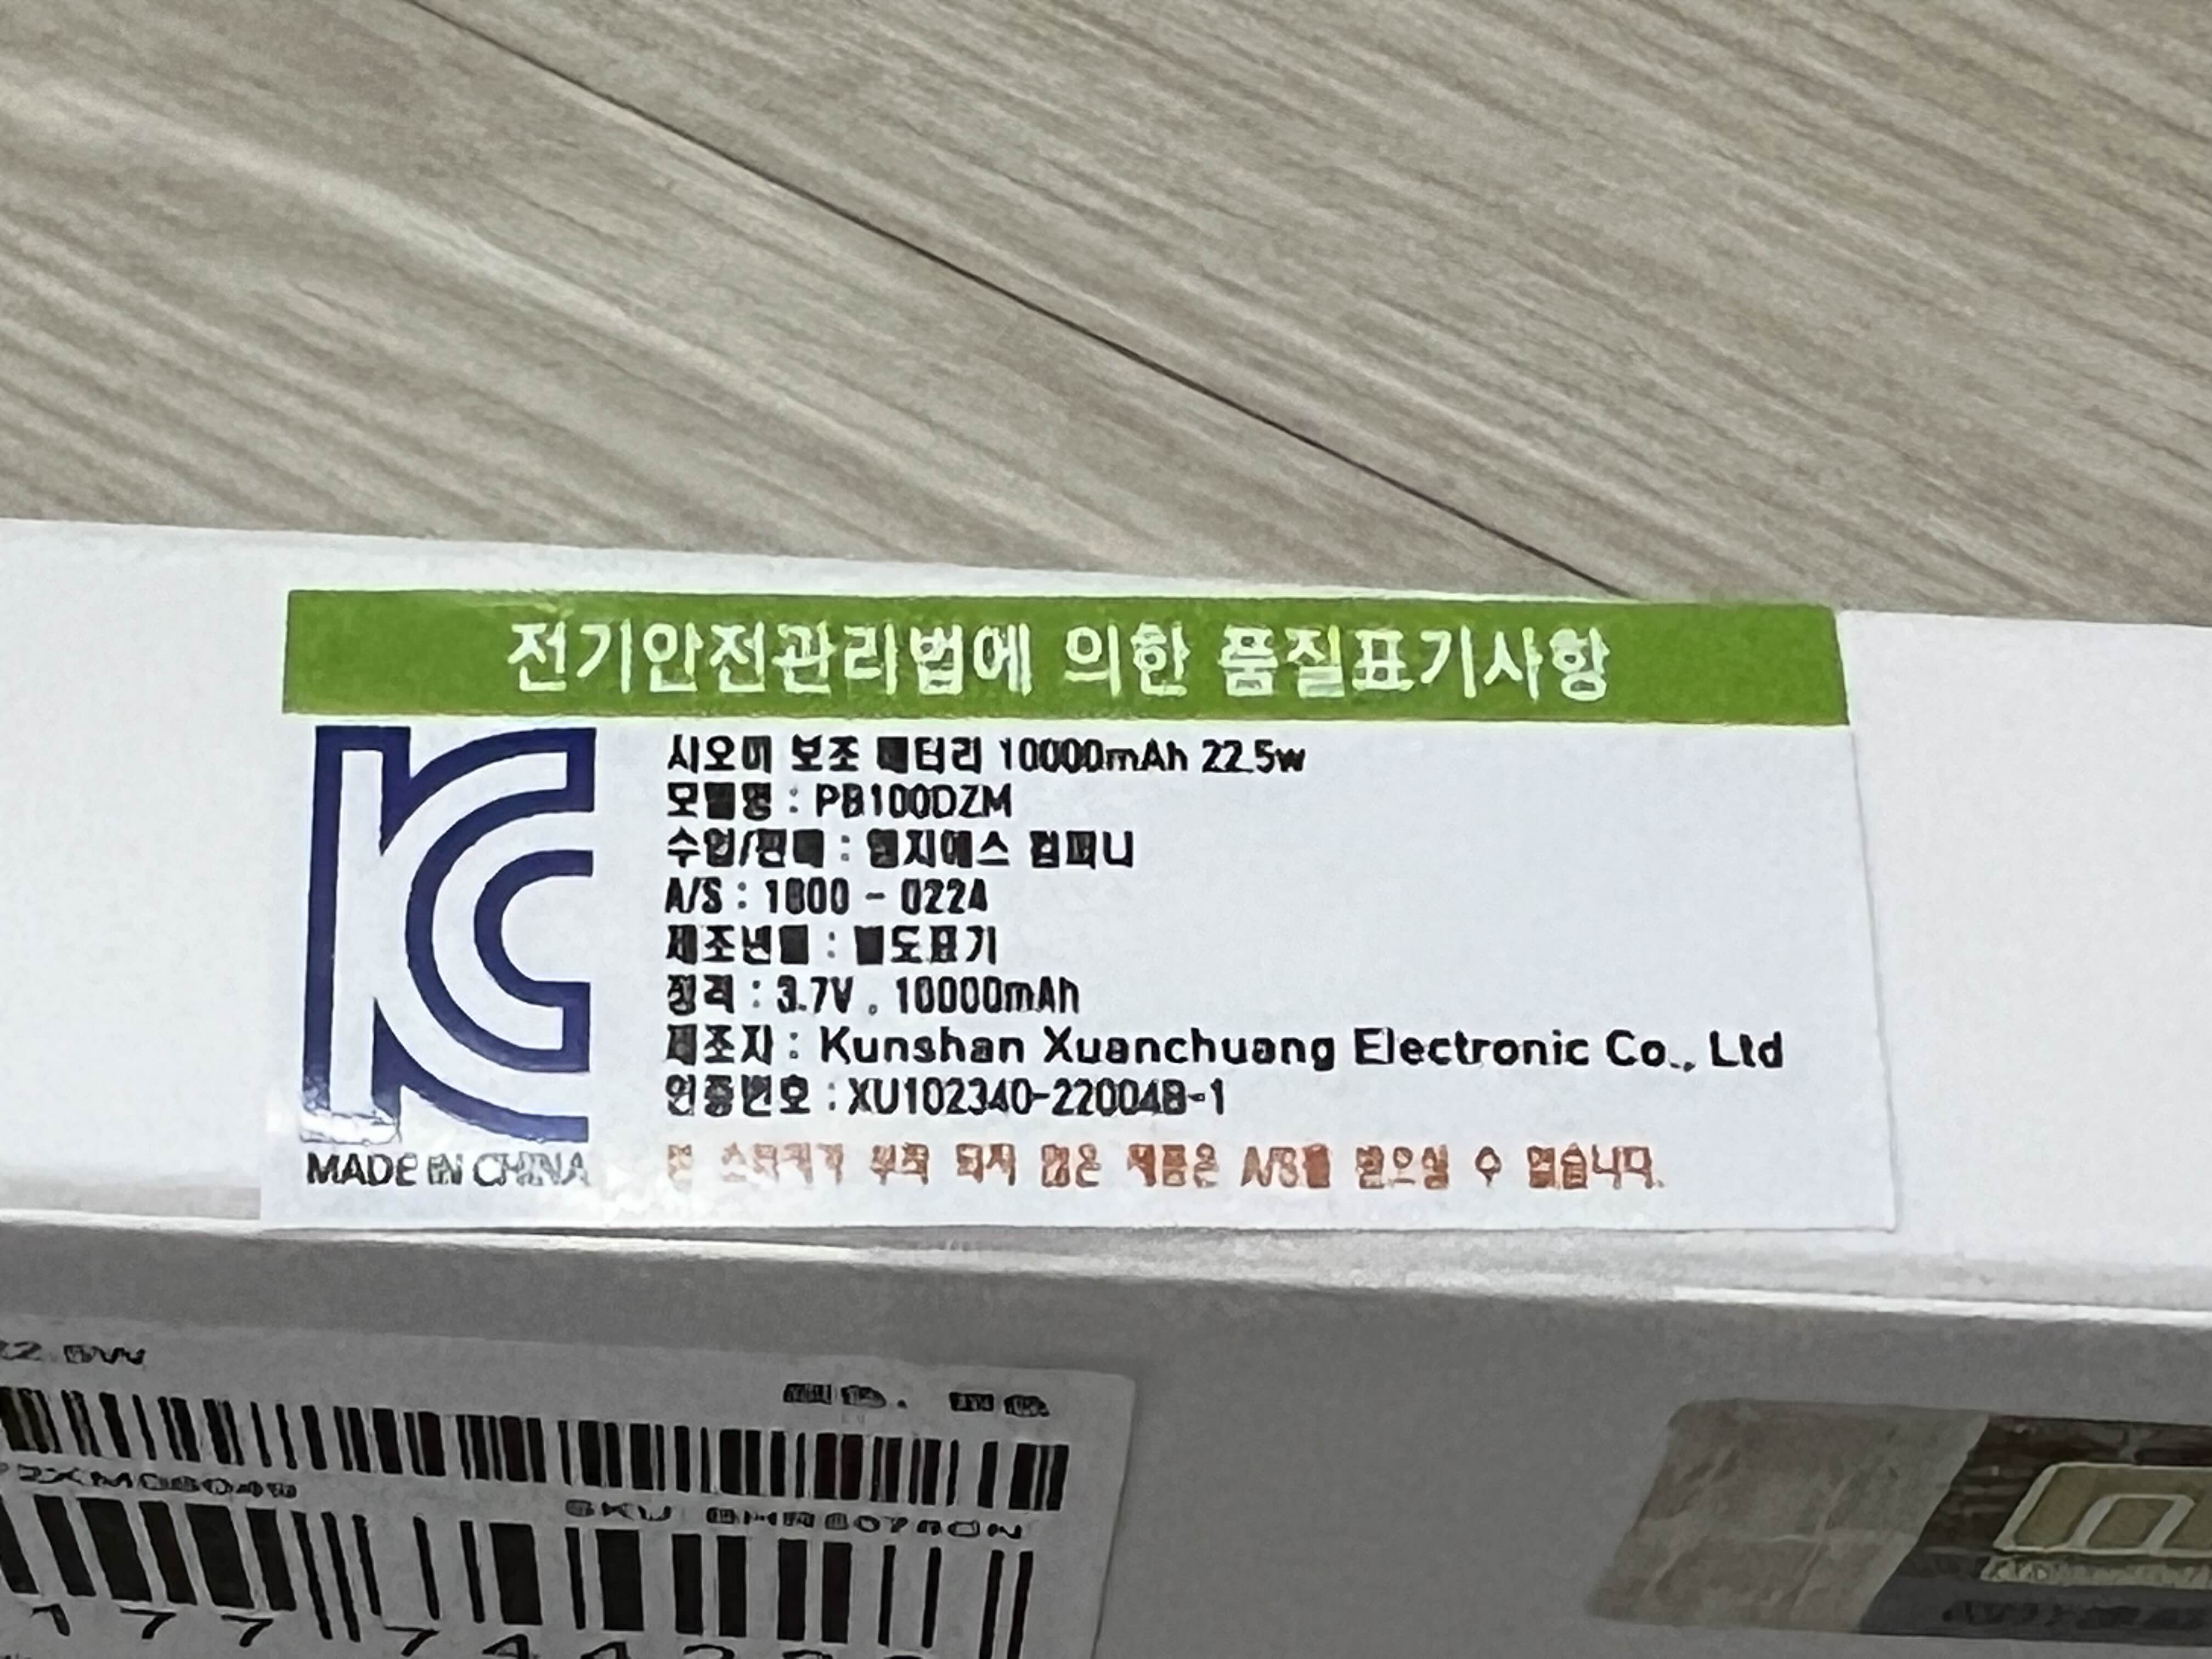 전기안전관리법에 의한 품질표기사항
KC
샤오미 보조 배터리 10000mAh 22.5w
모델명 : PB100DZM
수입/판매 : 엠지에스 컴퍼니
A/S : 1800 - 0224
제조년월 : 별도표기
정격 : 3.7V , 10000mAh
제조자 : Kunshan Xuanchuang Electronic Co., Ltd
인증번호 : XU102340-22004B-1
MADE IN CHINA
본 스티커가 부착 되지 않은 제품은 A/S를 받으실 수 없습니다.
SKU